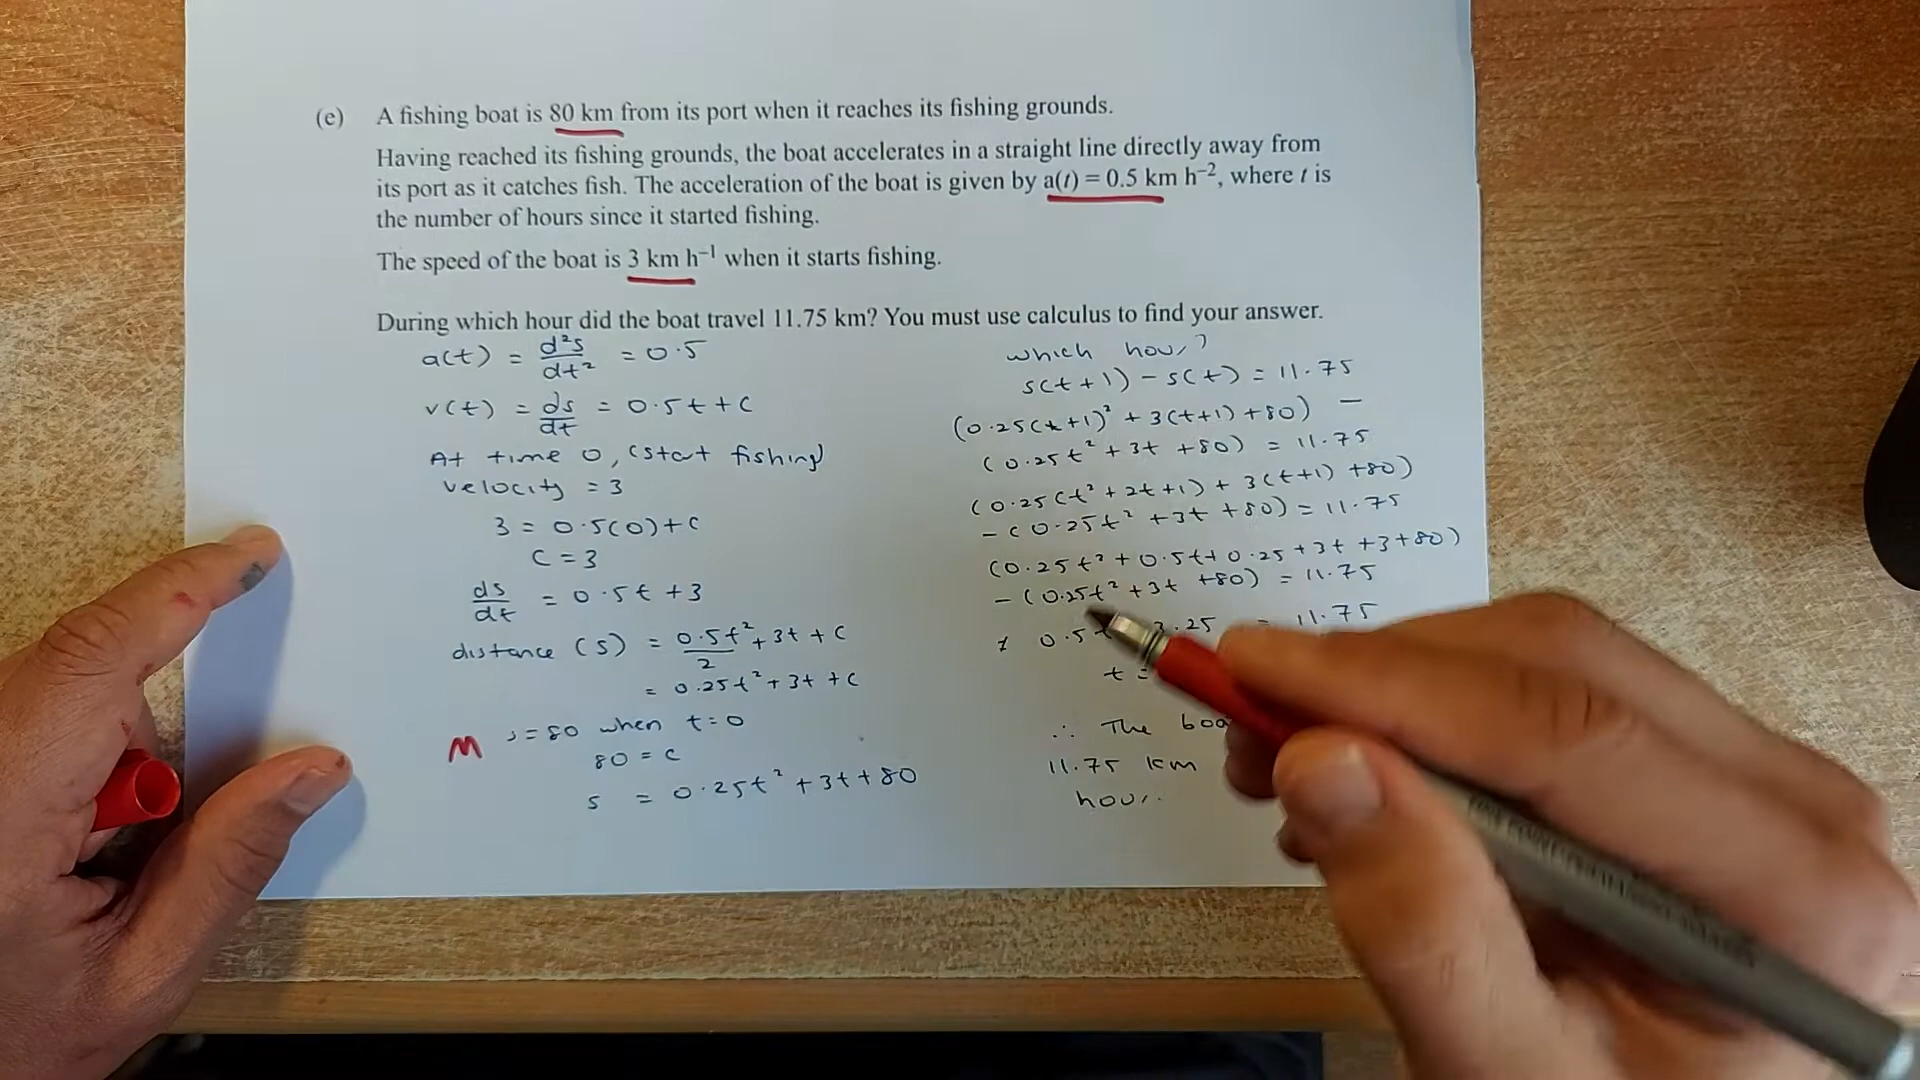 (e) A fishing boat is 80 km from its port when it reaches its fishing grounds.
Having reached its fishing grounds, the boat accelerates in a straight line directly away from
its port as it catches fish. The acceleration of the boat is given by a(t) = 0.5 km h⁻², where t is
the number of hours since it started fishing.
The speed of the boat is 3 km h⁻¹ when it starts fishing.
During which hour did the boat travel 11.75 km? You must use calculus to find your answer.
a(t) = d²s/dt² = 0.5
v(t) = ds/dt = 0.5t + c
At time 0, (start fishing)
velocity = 3
3 = 0.5(0) + c
c = 3
ds/dt = 0.5t + 3
distance (s) = 0.5t²/2 + 3t + c
= 0.25t² + 3t + c
M s = 80 when t = 0
80 = c
s = 0.25t² + 3t + 80
which hour?
s(t+1) - s(t) = 11.75
(0.25(t+1)² + 3(t+1) + 80) -
(0.25t² + 3t + 80) = 11.75
(0.25(t² + 2t + 1) + 3(t+1) + 80)
- (0.25t² + 3t + 80) = 11.75
(0.25t² + 0.5t + 0.25 + 3t + 3 + 80)
- (0.25t² + 3t + 80) = 11.75
0.5t 3.25 = 11.75
t =
∴ The
11.75 km
hour.